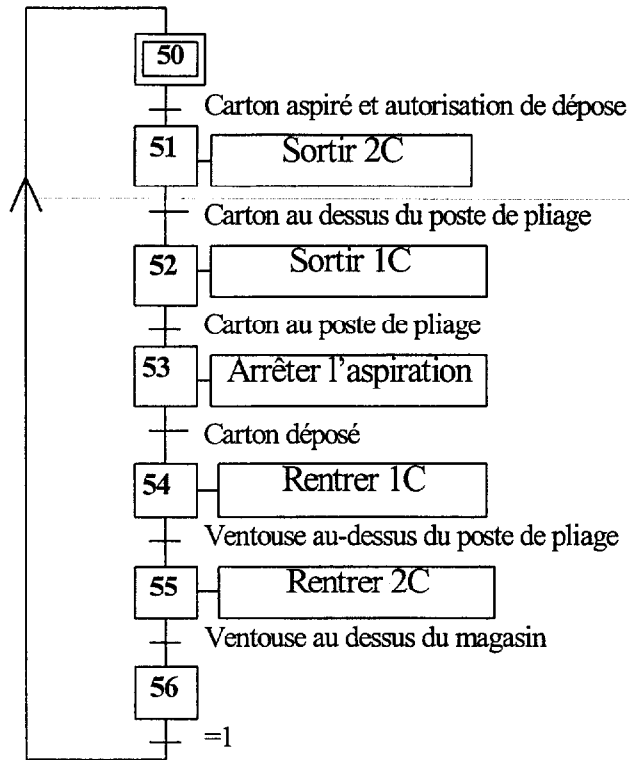 50
Carton aspiré et autorisation de dépose
51 Sortir 2C
Carton au dessus du poste de pliage
52 Sortir 1C
Carton au poste de pliage
53 Arrêter l'aspiration
Carton déposé
54 Rentrer 1C
Ventouse au-dessus du poste de pliage
55 Rentrer 2C
Ventouse au dessus du magasin
56
=1